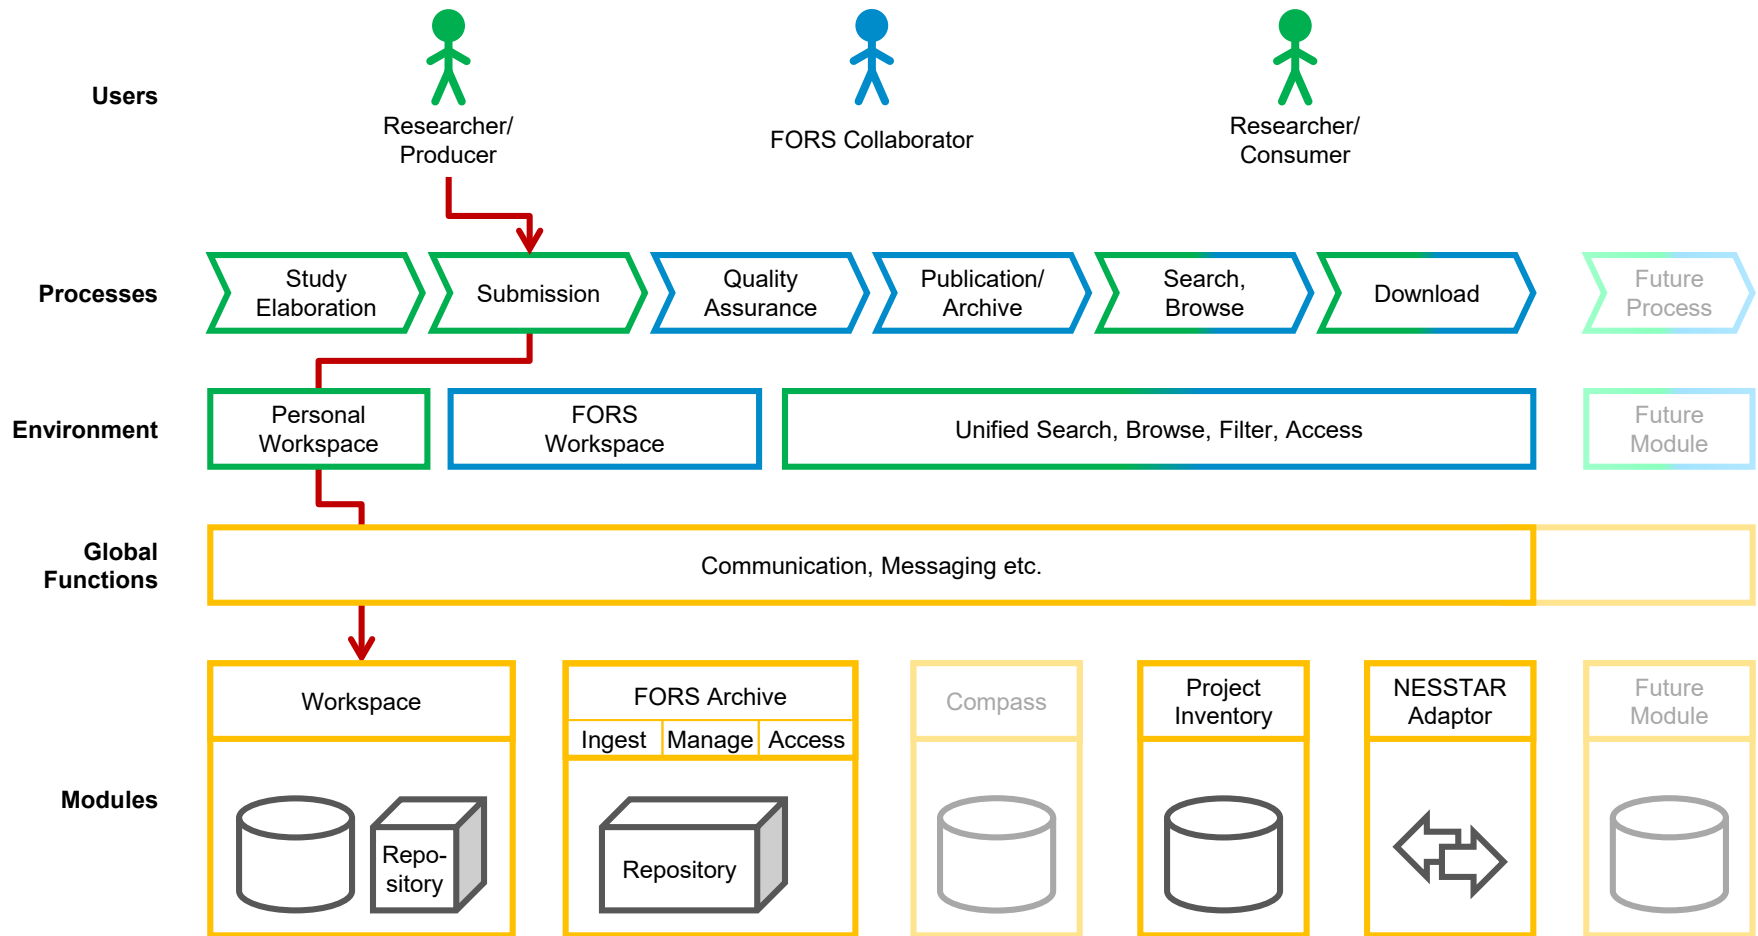 Users
Researcher/
Producer
FORS Collaborator
Researcher/
Consumer
Processes
Study
Elaboration
Submission
Quality
Assurance
Publication/
Archive
Search,
Browse
Download
Future
Process
Environment
Personal
Workspace
FORS
Workspace
Unified Search, Browse, Filter, Access
Future
Module
Global
Functions
Communication, Messaging etc.
Modules
Workspace
Repo-
sitory
FORS Archive
Ingest
Manage
Access
Repository
Compass
Project
Inventory
NESSTAR
Adaptor
Future
Module